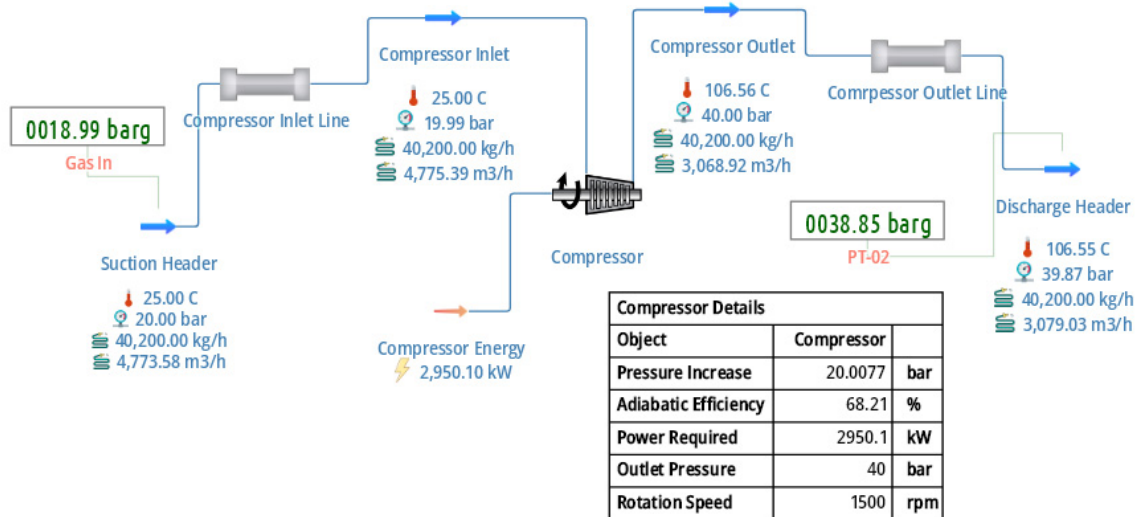 Compressor Inlet
25.00 C
19.99 bar
40,200.00 kg/h
4,775.39 m3/h
Compressor Outlet
106.56 C
40.00 bar
40,200.00 kg/h
3,068.92 m3/h
Compressor Inlet Line
Comrpessor Outlet Line
0018.99 barg
Gas In
Suction Header
25.00 C
20.00 bar
40,200.00 kg/h
4,773.58 m3/h
Compressor
0038.85 barg
PT-02
Discharge Header
106.55 C
39.87 bar
40,200.00 kg/h
3,079.03 m3/h
Compressor Energy
2,950.10 kW
Compressor Details
Object Compressor
Pressure Increase 20.0077 bar
Adiabatic Efficiency 68.21 %
Power Required 2950.1 kW
Outlet Pressure 40 bar
Rotation Speed 1500 rpm